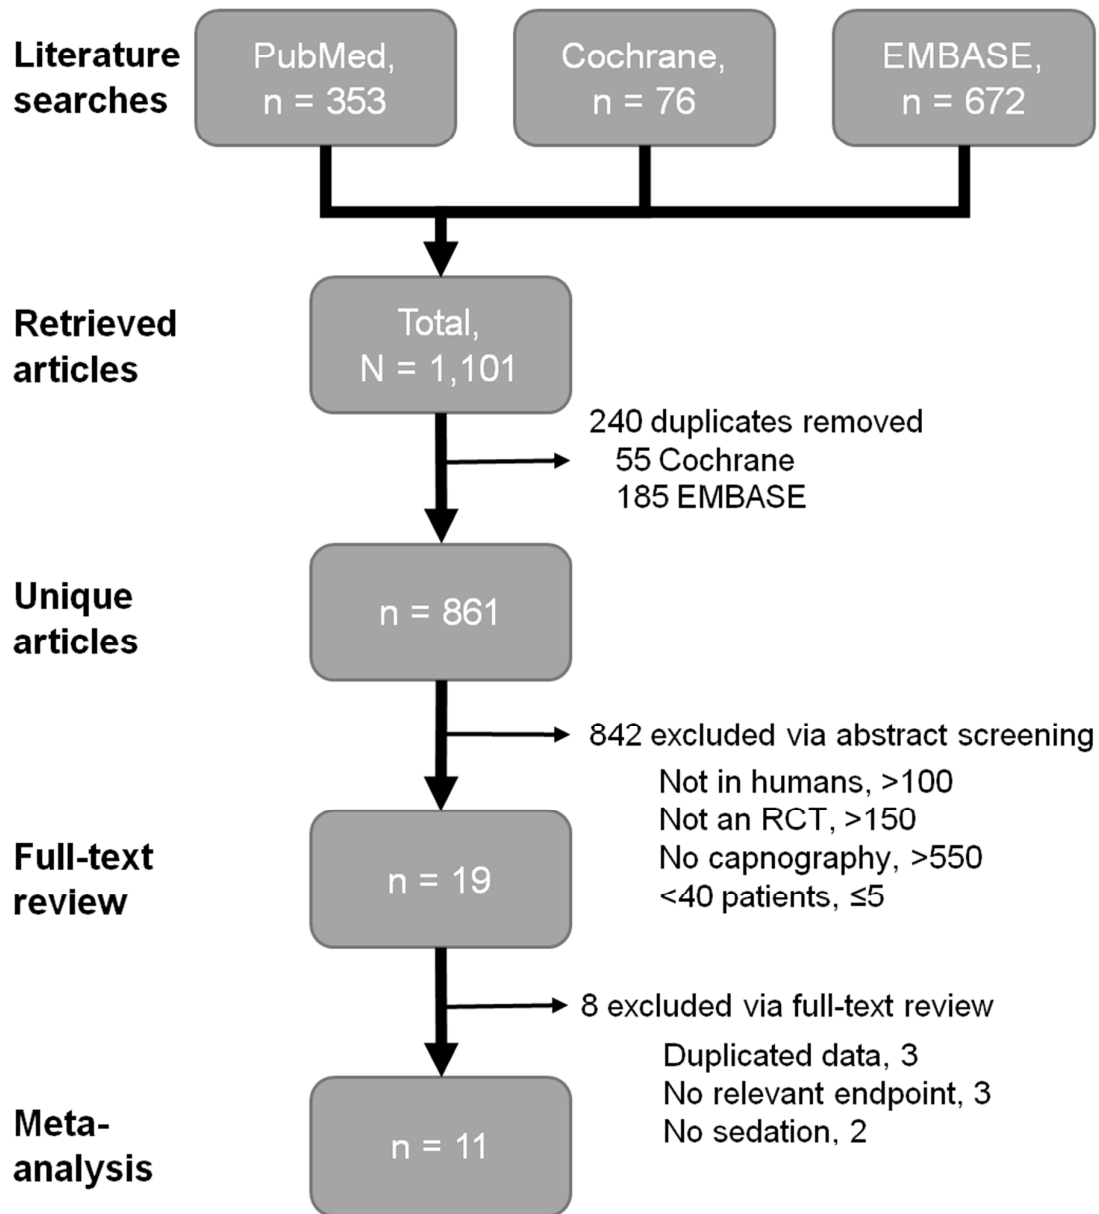 Literature
searches
PubMed,
n = 353
Cochrane,
n = 76
EMBASE,
n = 672
Retrieved
articles
Total,
N = 1,101
240 duplicates removed
55 Cochrane
185 EMBASE
Unique
articles
n = 861
842 excluded via abstract screening
Not in humans, >100
Not an RCT, >150
No capnography, >550
<40 patients, ≤5
Full-text
review
n = 19
8 excluded via full-text review
Duplicated data, 3
No relevant endpoint, 3
No sedation, 2
Meta-
analysis
n = 11